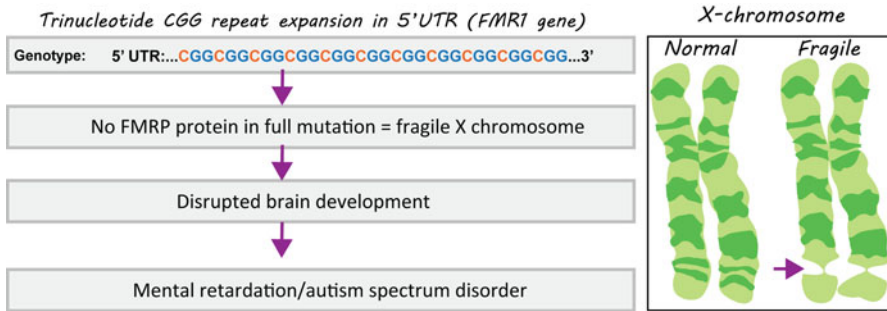 Trinucleotide CGG repeat expansion in 5'UTR (FMR1 gene)
Genotype: 5' UTR:...CGGCGGCGGCGGCGGCGGCGGCGGCGGCGGCGG...3'
No FMRP protein in full mutation = fragile X chromosome
Disrupted brain development
Mental retardation/autism spectrum disorder
X-chromosome
Normal Fragile